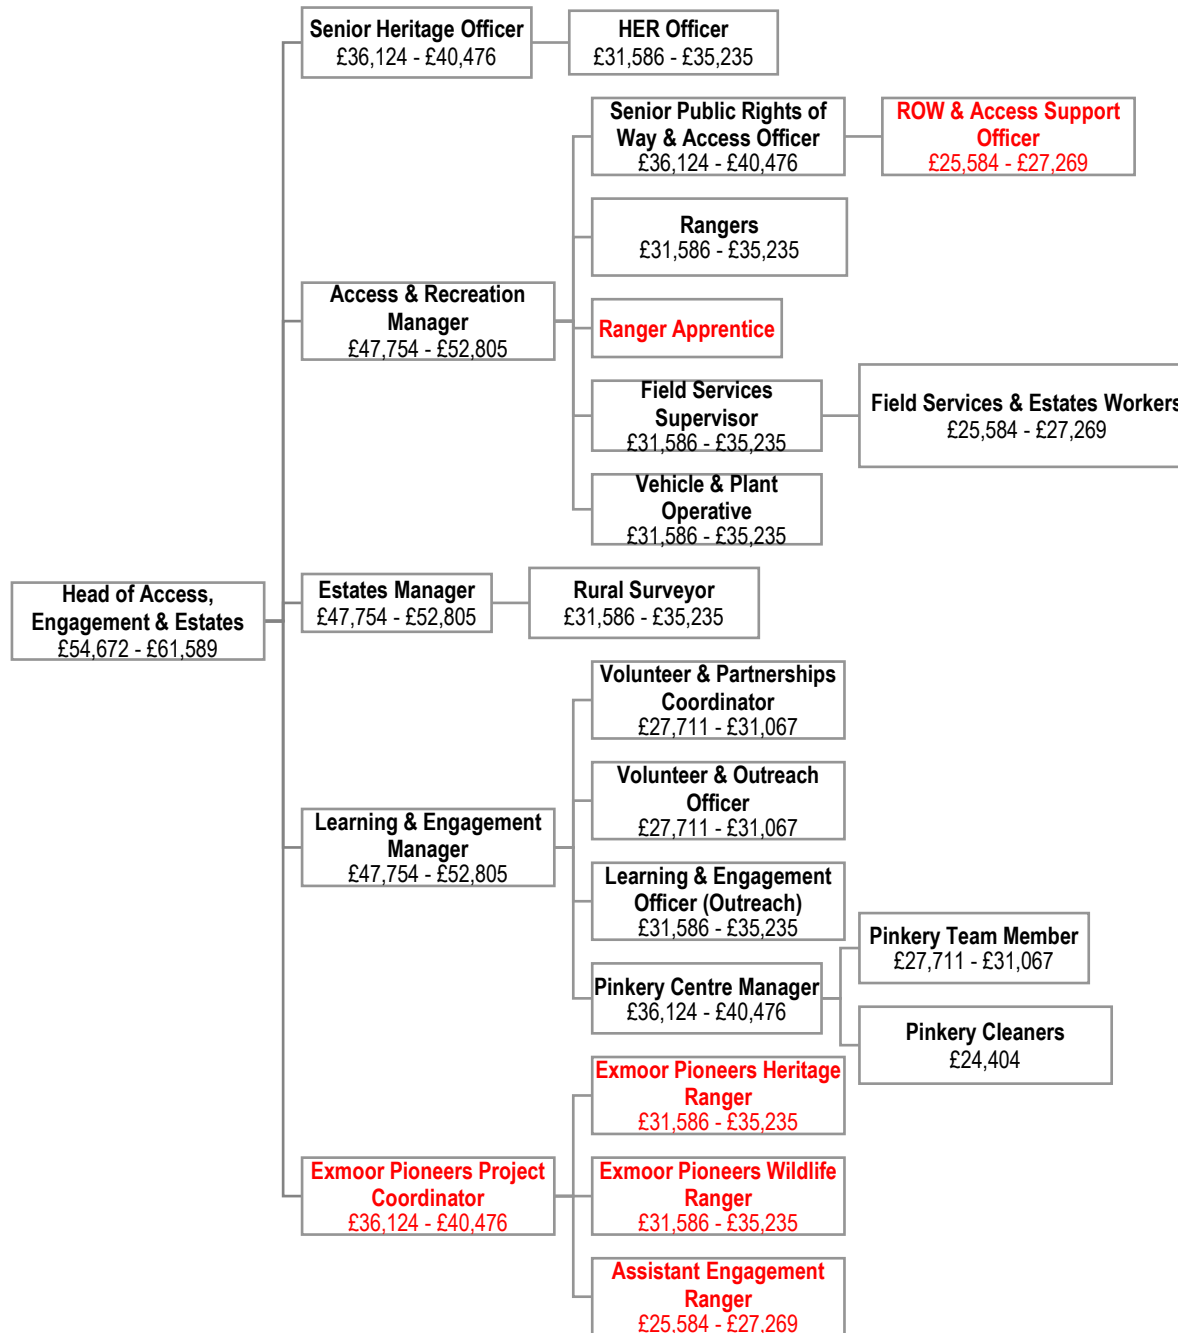 Senior Heritage Officer
£36,124 - £40,476
HER Officer
£31,586 - £35,235
Senior Public Rights of
Way & Access Officer
£36,124 - £40,476
ROW & Access Support
Officer
£25,584 - £27,269
Rangers
£31,586 - £35,235
Access & Recreation
Manager
£47,754 - £52,805
Ranger Apprentice
Field Services
Supervisor
£31,586 - £35,235
Field Services & Estates Workers
£25,584 - £27,269
Vehicle & Plant
Operative
£31,586 - £35,235
Head of Access,
Engagement & Estates
£54,672 - £61,589
Estates Manager
£47,754 - £52,805
Rural Surveyor
£31,586 - £35,235
Volunteer & Partnerships
Coordinator
£27,711 - £31,067
Volunteer & Outreach
Officer
£27,711 - £31,067
Learning & Engagement
Manager
£47,754 - £52,805
Learning & Engagement
Officer (Outreach)
£31,586 - £35,235
Pinkery Centre Manager
£36,124 - £40,476
Pinkery Team Member
£27,711 - £31,067
Pinkery Cleaners
£24,404
Exmoor Pioneers Heritage
Ranger
£31,586 - £35,235
Exmoor Pioneers Project
Coordinator
£36,124 - £40,476
Exmoor Pioneers Wildlife
Ranger
£31,586 - £35,235
Assistant Engagement
Ranger
£25,584 - £27,269